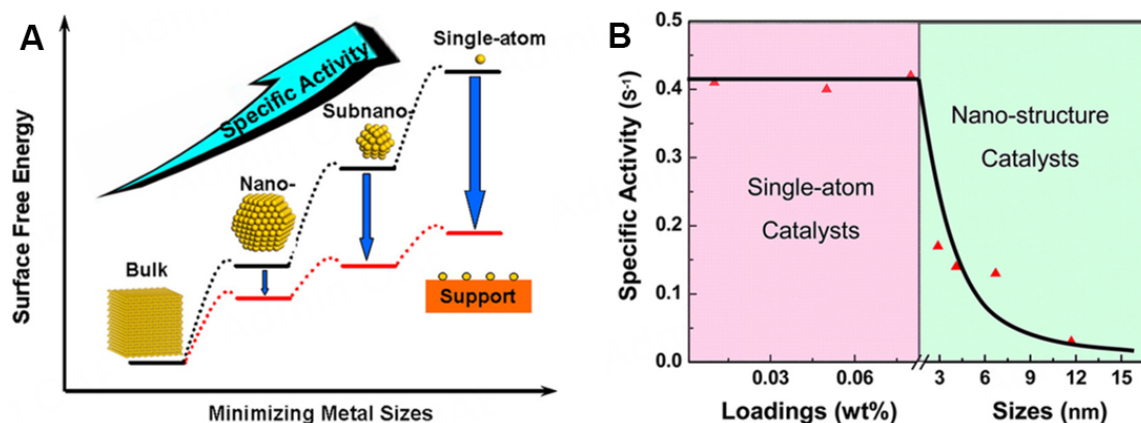 A
Surface Free Energy
Specific Activity
Single-atom
Subnano-
Nano-
Bulk
Support
Minimizing Metal Sizes
B
Specific Activity (s⁻¹)
0.5
0.4
0.3
0.2
0.1
0.0
Nano-structure
Catalysts
Single-atom
Catalysts
0.03 0.06 3 6 9 12 15
Loadings (wt%) Sizes (nm)